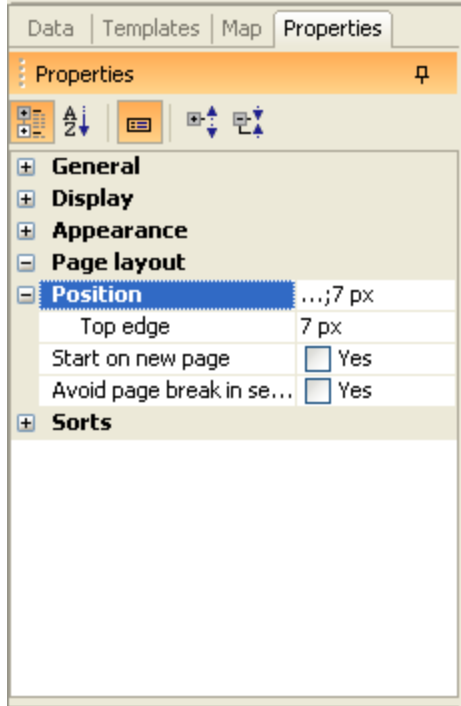 Data Templates Map Properties
Properties
A
Z
General
Display
Appearance
Page layout
Position ...;7 px
Top edge 7 px
Start on new page Yes
Avoid page break in se... Yes
Sorts